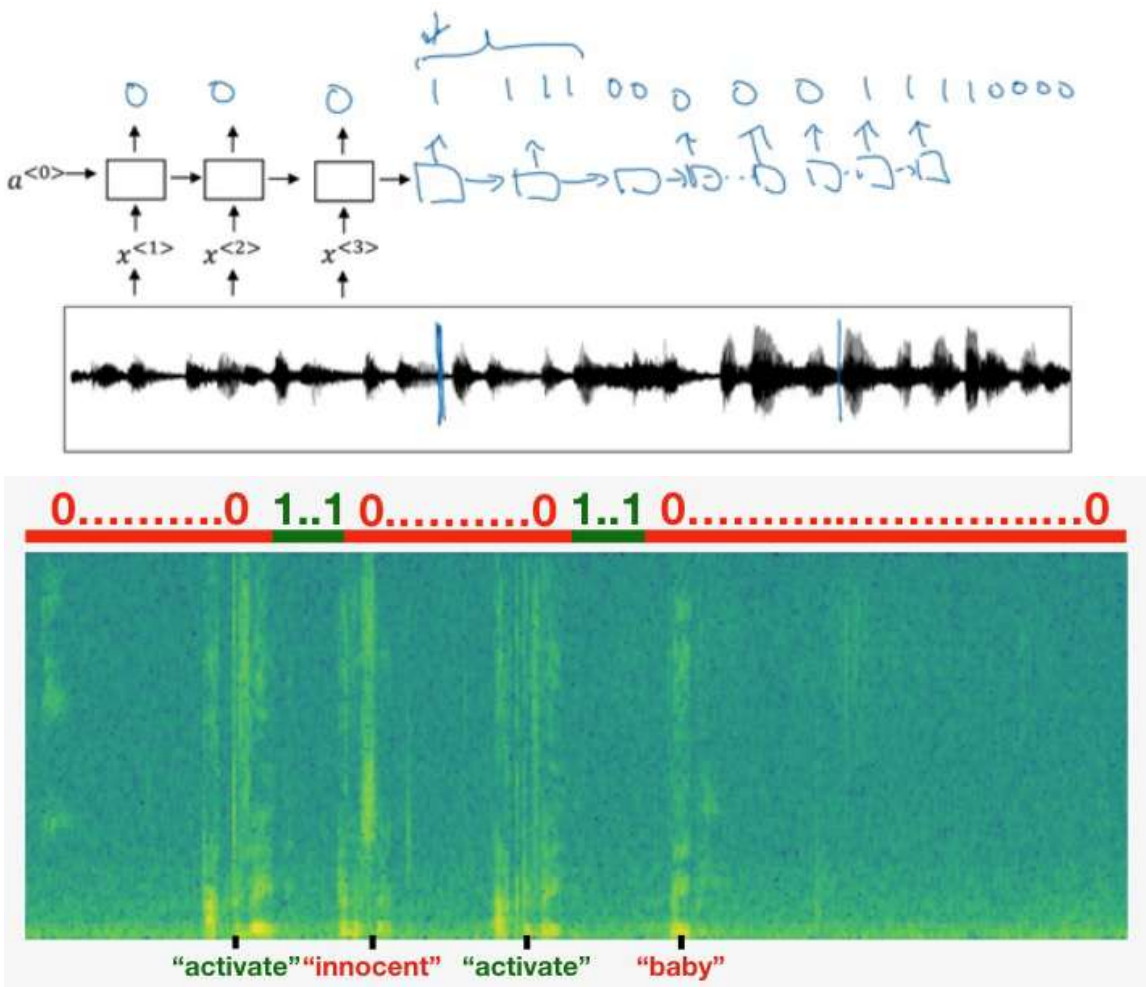 0 0 0 1 1 1 1 0 0 0 0 0 1 1 1 1 0 0 0 0
a<0>
x<1> x<2> x<3>
0..........0 1..1 0..........0 1..1 0............................0
"activate" "innocent" "activate" "baby"